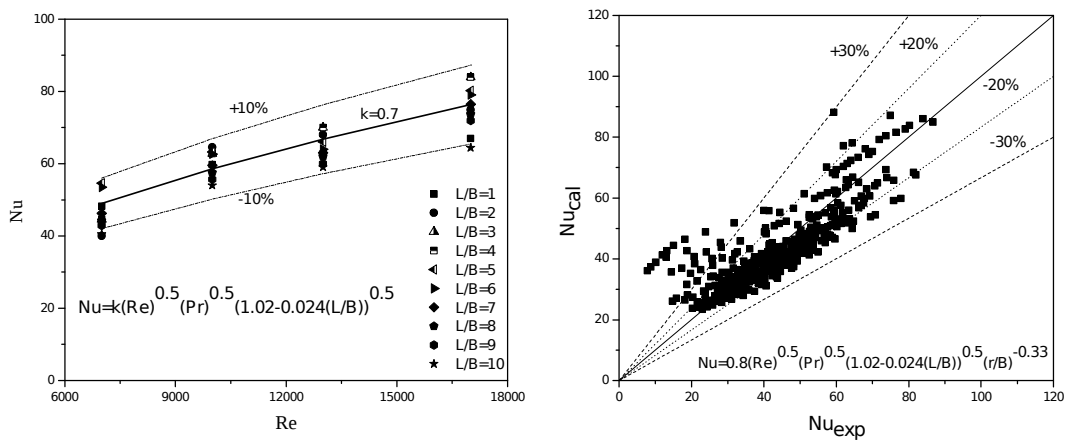 100
80
60
40
20
0
Nu
+10%
k=0.7
-10%
L/B=1
L/B=2
L/B=3
L/B=4
L/B=5
L/B=6
L/B=7
L/B=8
L/B=9
L/B=10
Nu=k(Re)^0.5(Pr)^0.5(1.02-0.024(L/B))^0.5
6000 9000 12000 15000 18000
Re
120
100
80
60
40
20
0
Nucal
+30%
+20%
-20%
-30%
Nu=0.8(Re)^0.5(Pr)^0.5(1.02-0.024(L/B))^0.5(r/B)^-0.33
0 20 40 60 80 100 120
Nuexp